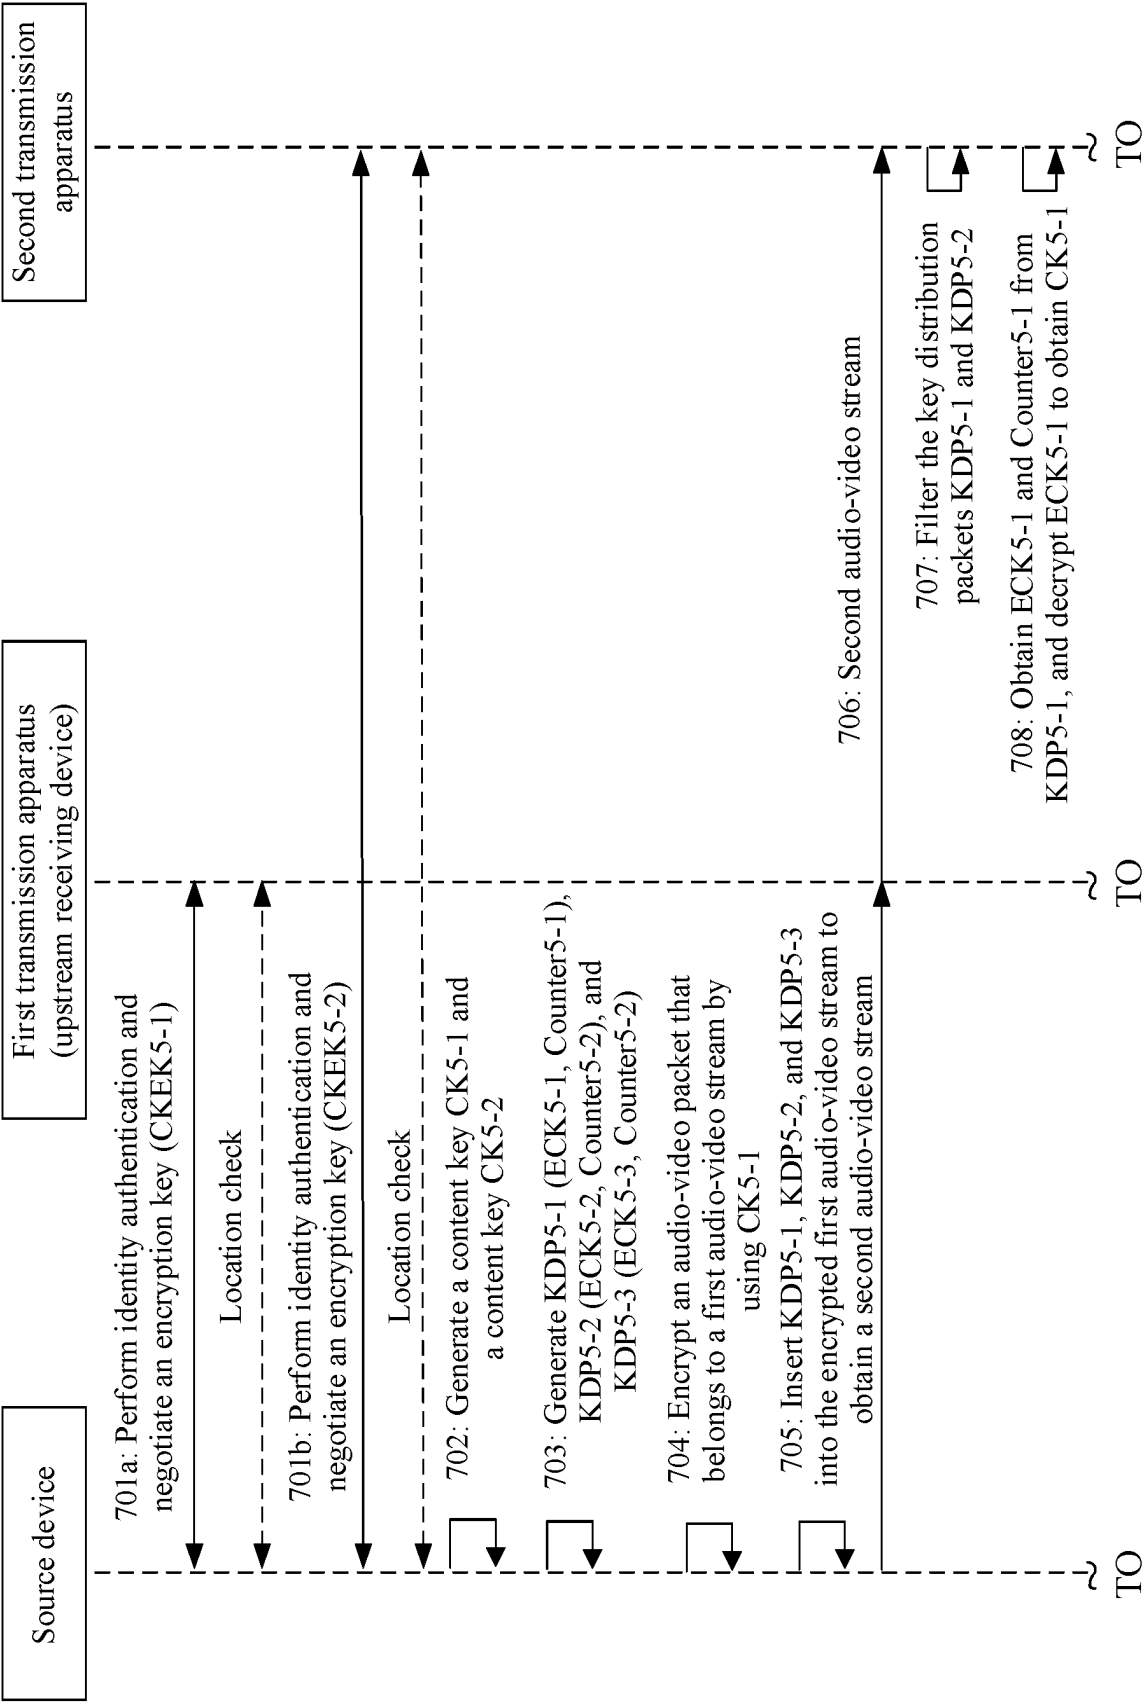 Source device
First transmission apparatus
(upstream receiving device)
Second transmission
apparatus
701a: Perform identity authentication and
negotiate an encryption key (CKEK5-1)
Location check
701b: Perform identity authentication and
negotiate an encryption key (CKEK5-2)
Location check
702: Generate a content key CK5-1 and
a content key CK5-2
703: Generate KDP5-1 (ECK5-1, Counter5-1),
KDP5-2 (ECK5-2, Counter5-2), and
KDP5-3 (ECK5-3, Counter5-2)
704: Encrypt an audio-video packet that
belongs to a first audio-video stream by
using CK5-1
705: Insert KDP5-1, KDP5-2, and KDP5-3
into the encrypted first audio-video stream to
obtain a second audio-video stream
706: Second audio-video stream
707: Filter the key distribution
packets KDP5-1 and KDP5-2
708: Obtain ECK5-1 and Counter5-1 from
KDP5-1, and decrypt ECK5-1 to obtain CK5-1
TO
TO
TO